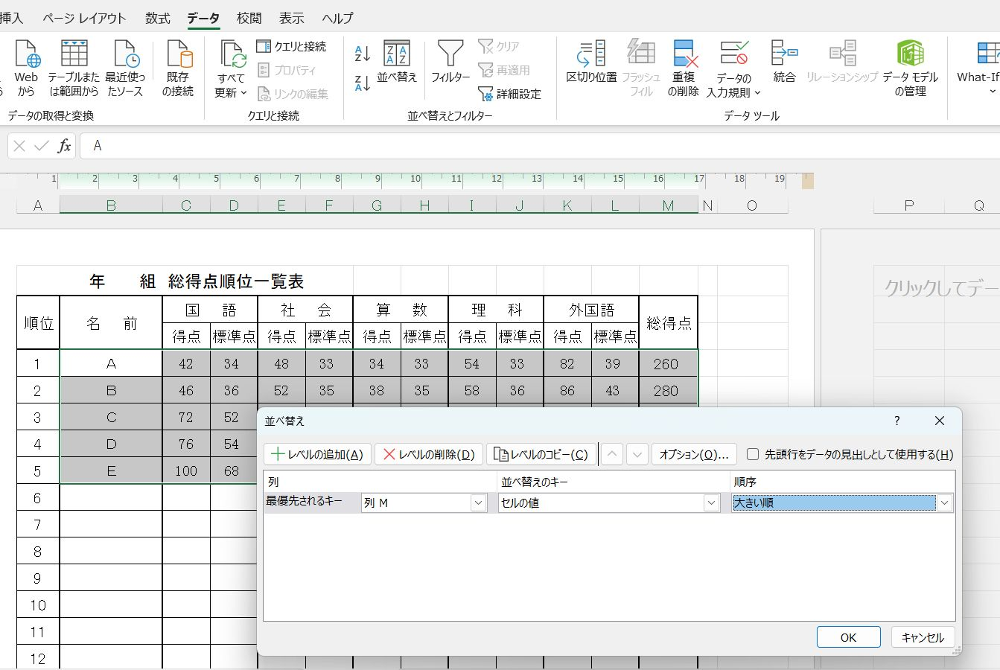 挿入 ページ レイアウト 数式 データ 校閲 表示 ヘルプ
Web
から
テーブルまた
は範囲から
最近使っ
たソース
既存
の接続
データの取得と変換
すべて
更新
クエリと接続
プロパティ
リンクの編集
クエリと接続
並べ替え
フィルター
クリア
再適用
詳細設定
並べ替えとフィルター
区切り位置
フラッシュ
フィル
重複
の削除
データの
入力規則
統合
リレーションシップ
データ モデル
の管理
データ ツール
What-If
fx A
1 2 3 4 5 6 7 8 9 10 11 12 13 14 15 16 17 18 19
A B C D E F G H I J K L M N O P Q
年 組 総得点順位一覧表
クリックしてデー
順位 名 前 国 語 社 会 算 数 理 科 外国語 総得点
得点 標準点 得点 標準点 得点 標準点 得点 標準点 得点 標準点
1 A 42 34 48 33 34 33 54 33 82 39 260
2 B 46 36 52 35 38 35 58 36 86 43 280
3 C 72 52
4 D 76 54
5 E 100 68
6
7
8
9
10
11
12
並べ替え ?
レベルの追加(A) レベルの削除(D) レベルのコピー(C) オプション(O)... 先頭行をデータの見出しとして使用する(H)
列 並べ替えのキー 順序
最優先されるキー 列 M セルの値 大きい順
OK キャンセル